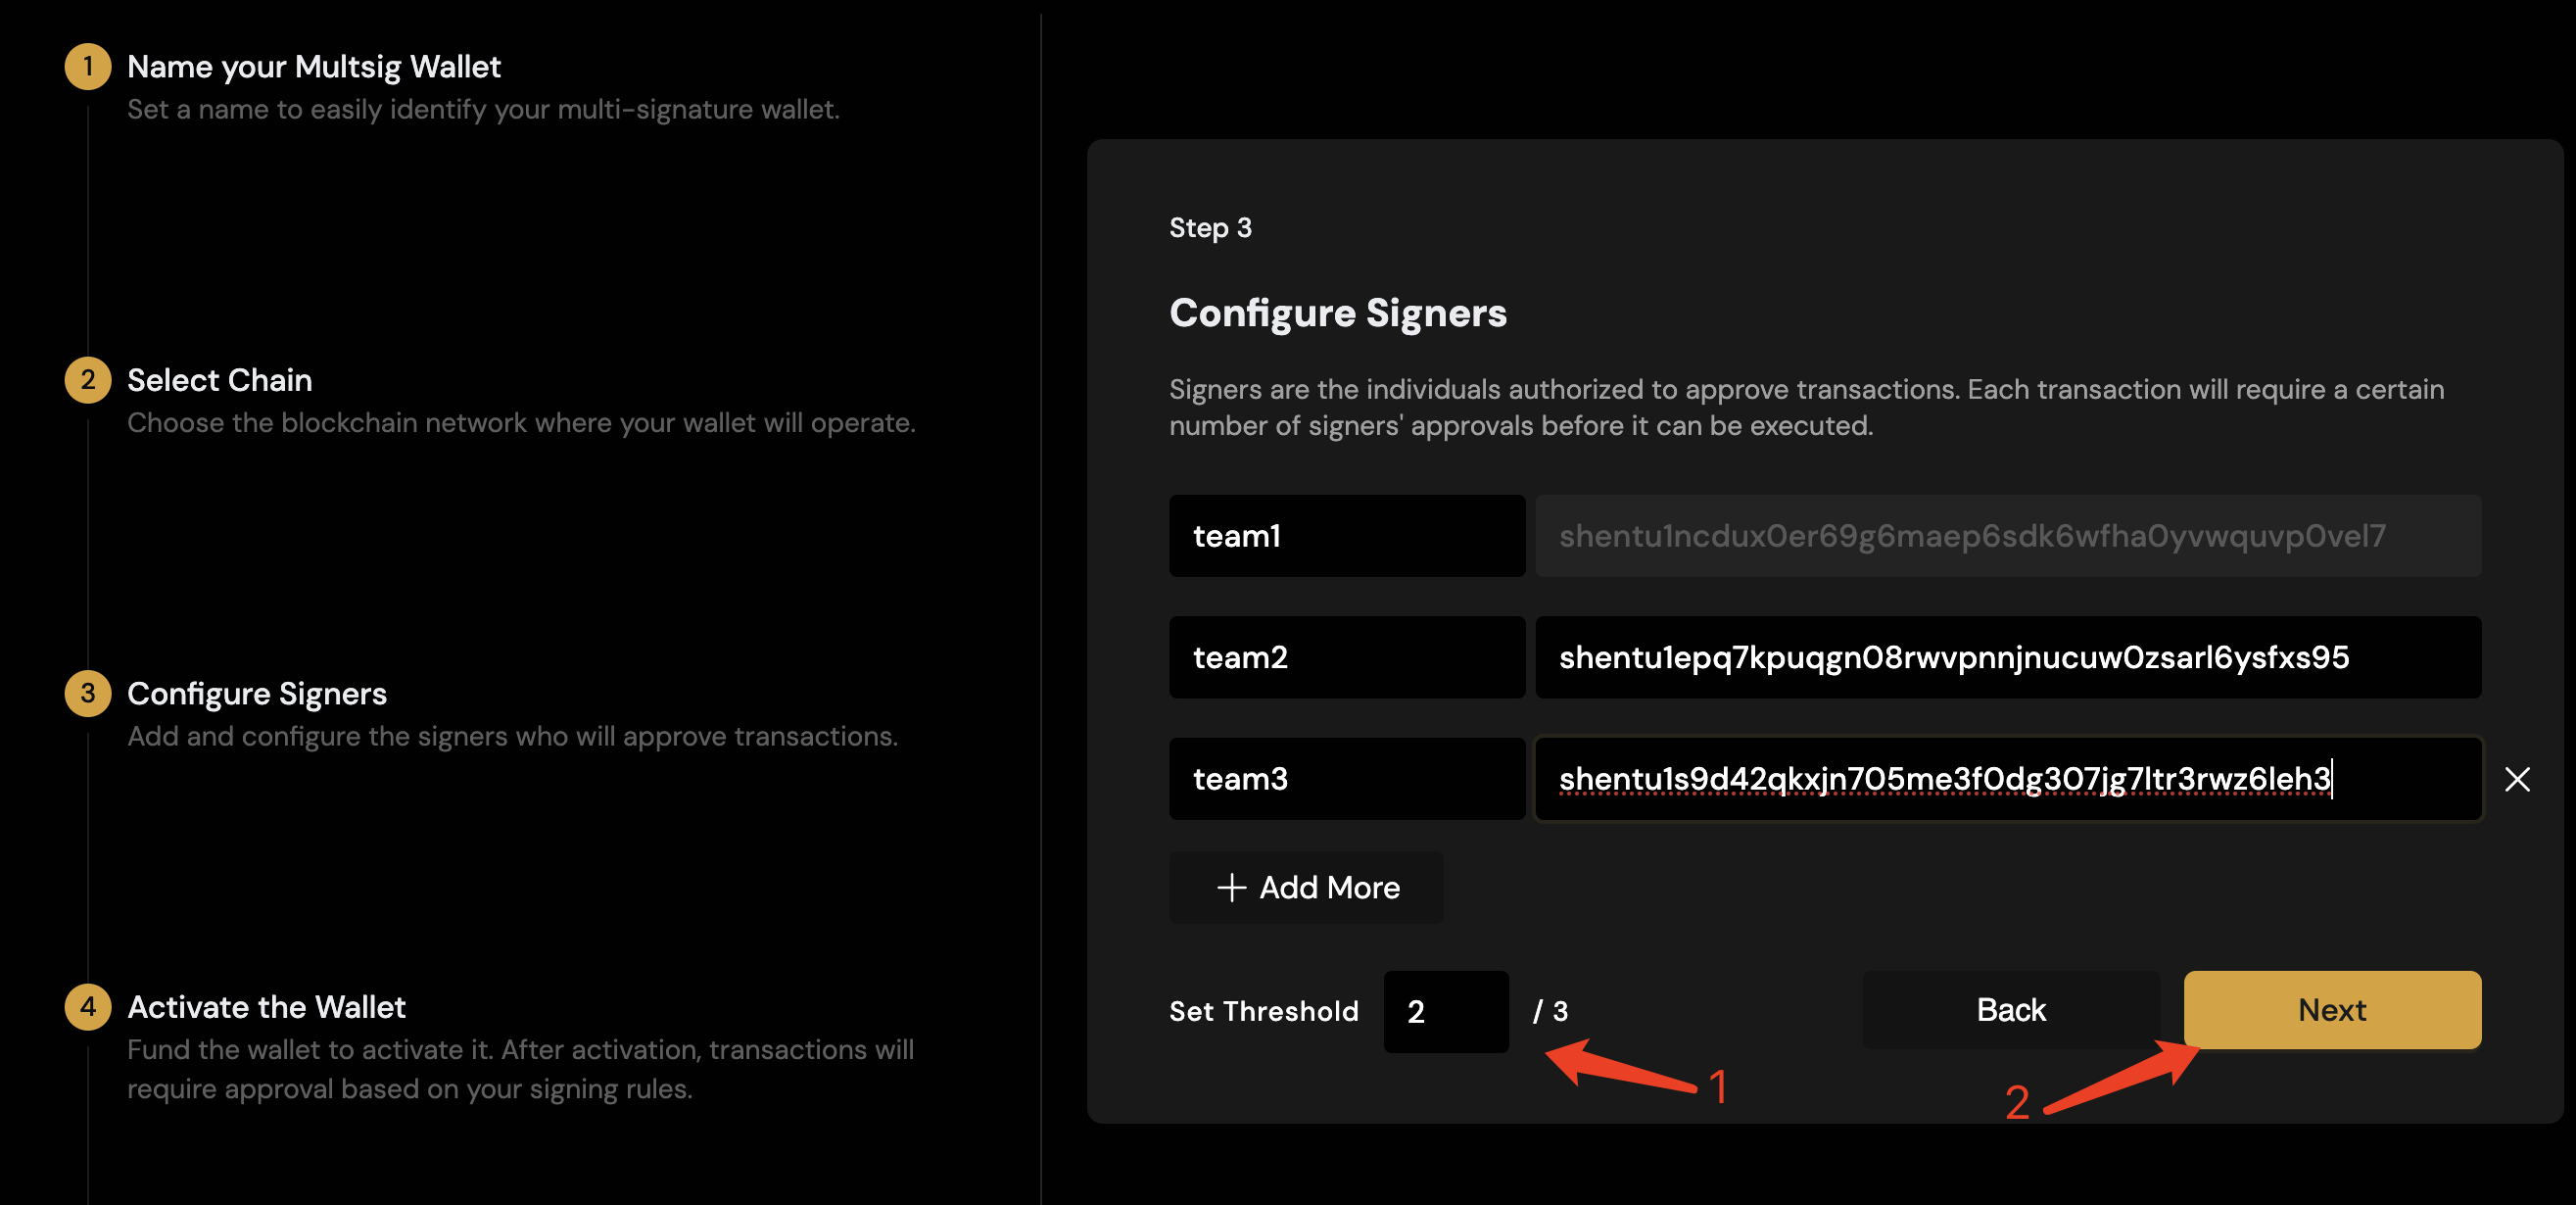 1 Name your Multsig Wallet
Set a name to easily identify your multi-signature wallet.
2 Select Chain
Choose the blockchain network where your wallet will operate.
3 Configure Signers
Add and configure the signers who will approve transactions.
4 Activate the Wallet
Fund the wallet to activate it. After activation, transactions will
require approval based on your signing rules.
Step 3
Configure Signers
Signers are the individuals authorized to approve transactions. Each transaction will require a certain
number of signers' approvals before it can be executed.
team1 shentu1ncdux0er69g6maep6sdk6wfha0yvwquvp0vel7
team2 shentu1epq7kpuqgn08rwvpnnjnucuw0zsarl6ysfxs95
team3 shentu1s9d42qkxjn705me3f0dg307jg7ltr3rwz6leh3
Add More
Set Threshold 2 / 3 Back Next
1
2